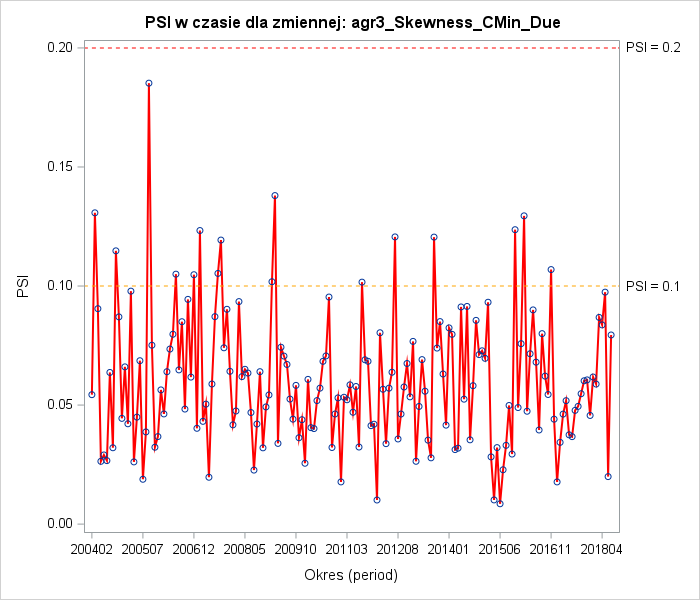 PSI w czasie dla zmiennej: agr3_Skewness_CMin_Due
0.20
PSI = 0.2
0.15
0.10
PSI = 0.1
0.05
0.00
PSI
200402 200507 200612 200805 200910 201103 201208 201401 201506 201611 201804
Okres (period)